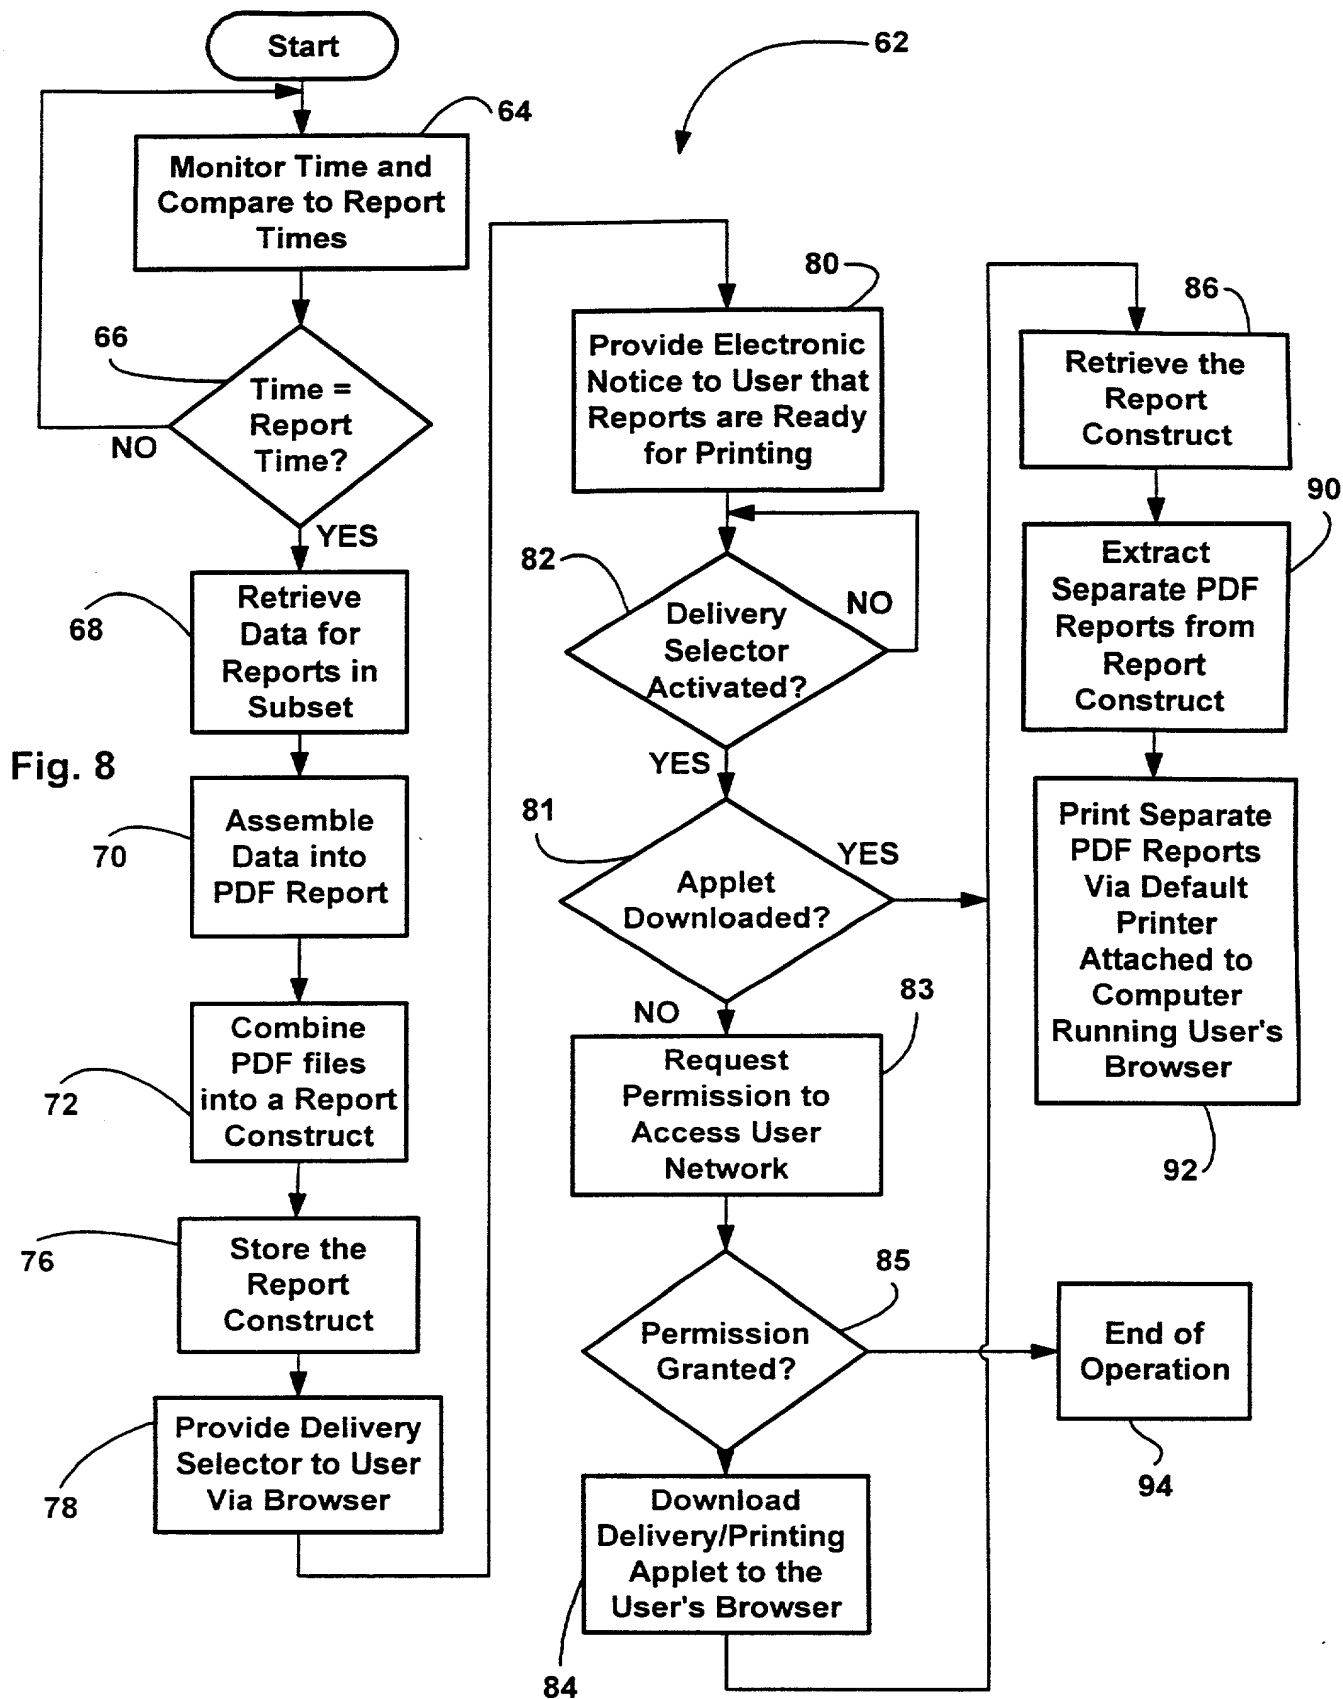 Start
62
64
Monitor Time and
Compare to Report
Times
66
Time =
Report
Time?
NO
YES
68
Retrieve
Data for
Reports in
Subset
Fig. 8
70
Assemble
Data into
PDF Report
72
Combine
PDF files
into a Report
Construct
76
Store the
Report
Construct
78
Provide Delivery
Selector to User
Via Browser
80
Provide Electronic
Notice to User that
Reports are Ready
for Printing
82
Delivery
Selector
Activated?
NO
YES
81
Applet
Downloaded?
YES
NO
83
Request
Permission to
Access User
Network
85
Permission
Granted?
84
Download
Delivery/Printing
Applet to the
User's Browser
86
Retrieve the
Report
Construct
90
Extract
Separate PDF
Reports from
Report
Construct
Print Separate
PDF Reports
Via Default
Printer
Attached to
Computer
Running User's
Browser
92
End of
Operation
94